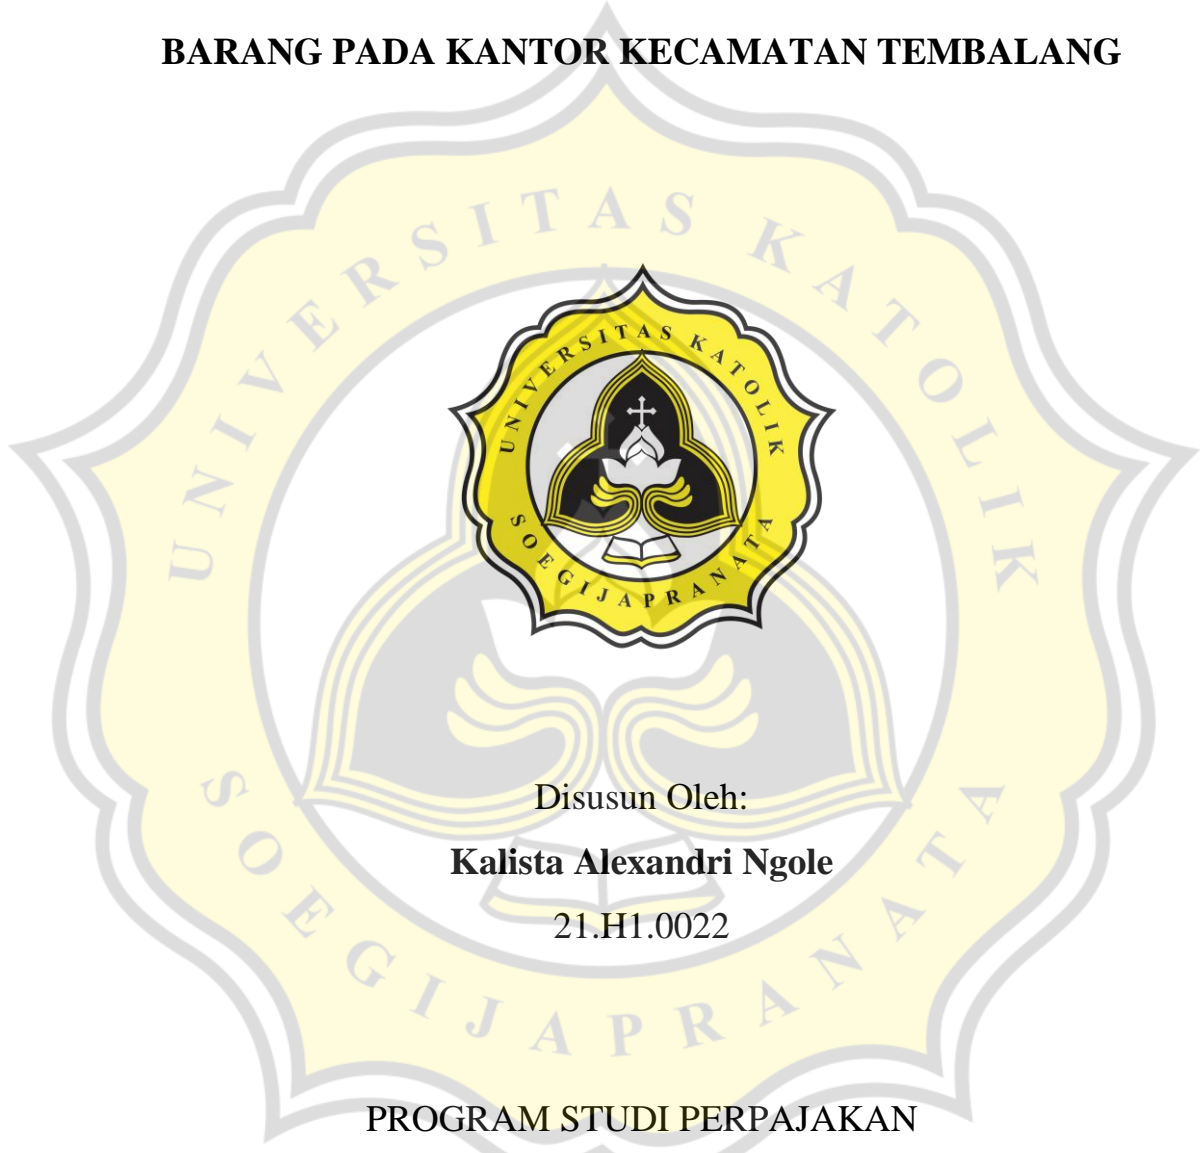 BARANG PADA KANTOR KECAMATAN TEMBALANG
UNIVERSITAS KATOLIK
SOEGIJAPRANATA
UNIVERSITAS KATOLIK
SOEGIJAPRANATA
Disusun Oleh:
Kalista Alexandri Ngole
21.H1.0022
PROGRAM STUDI PERPAJAKAN